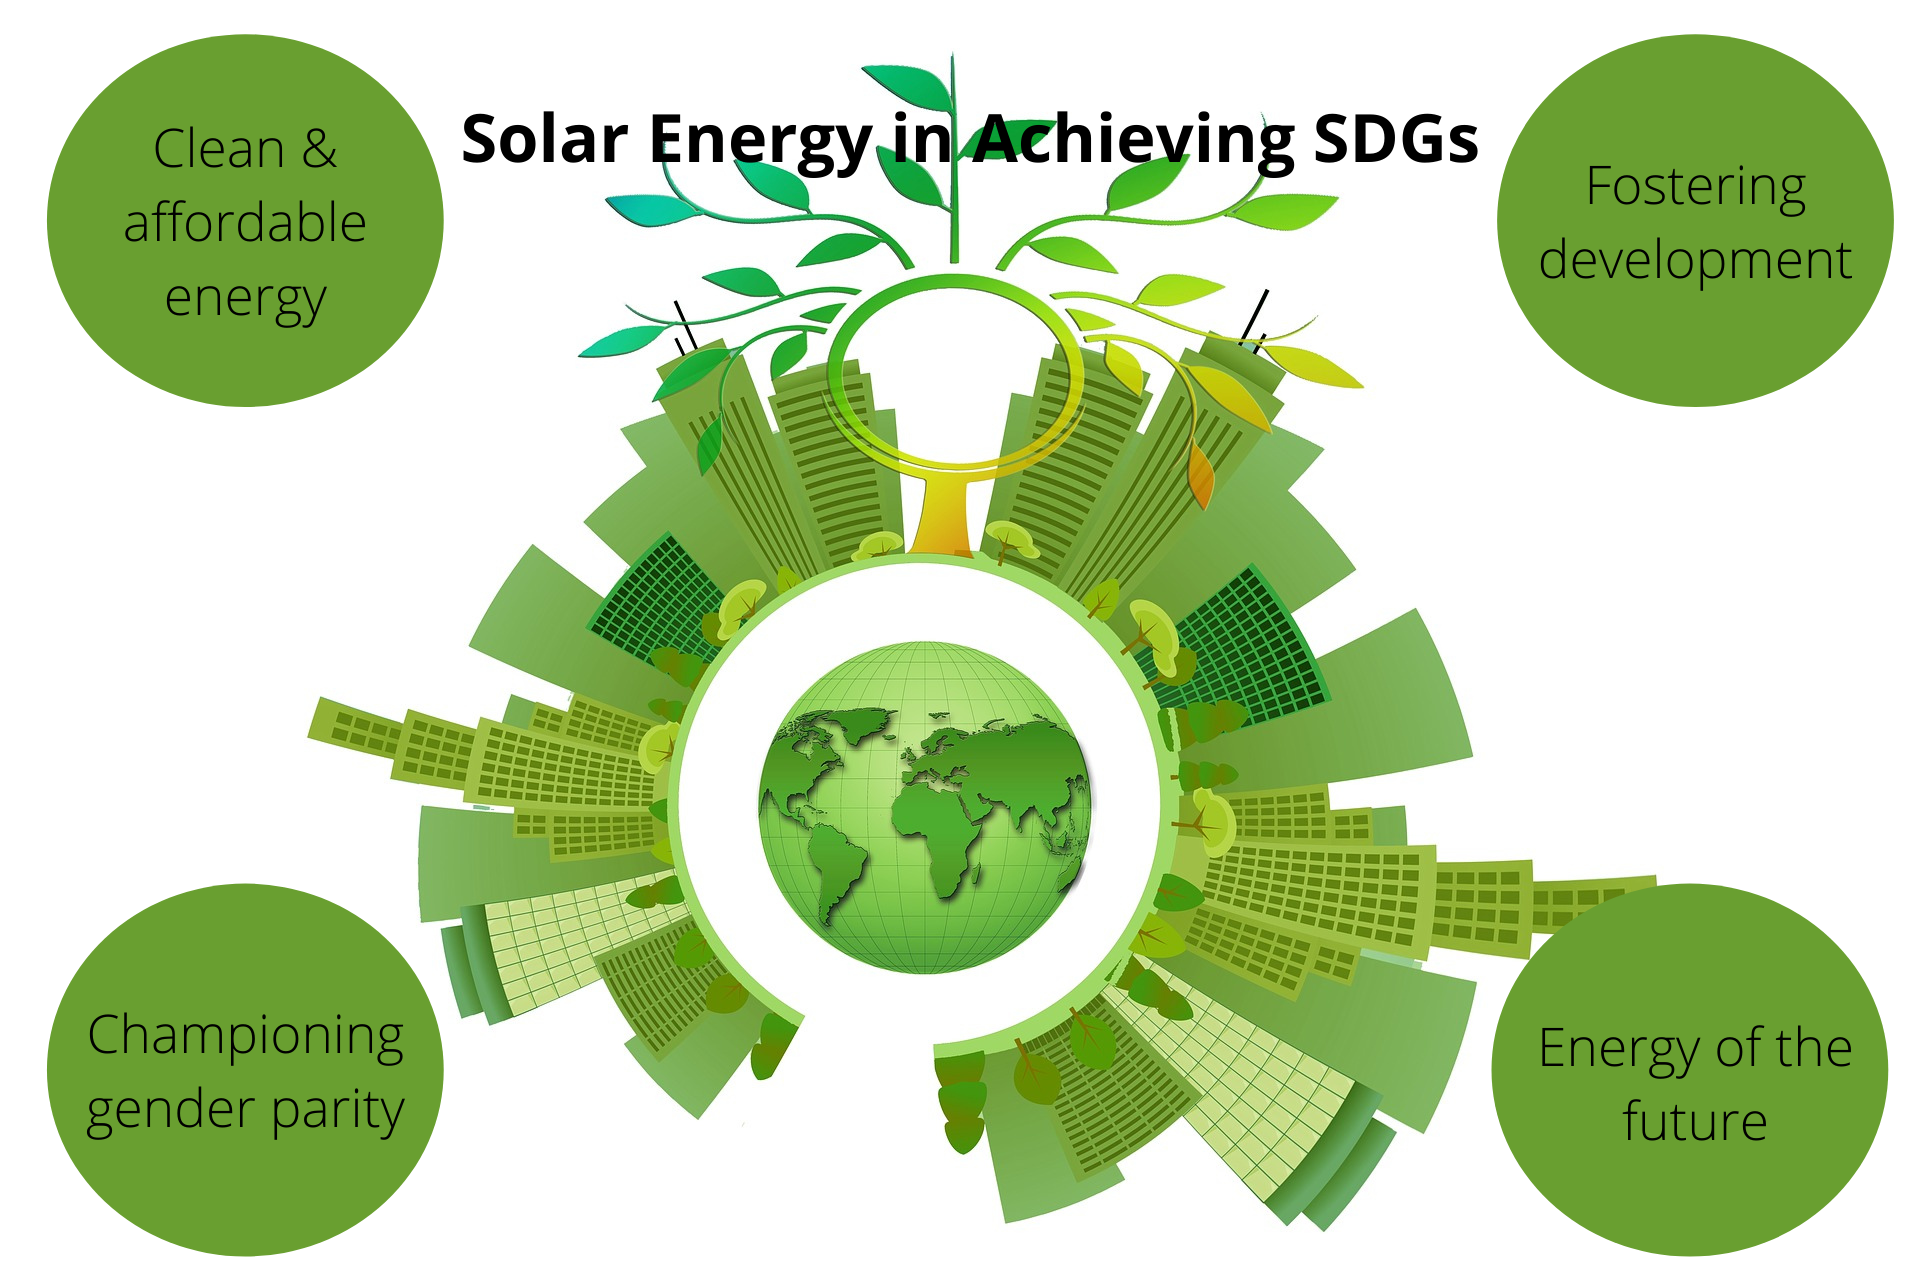 Solar Energy in Achieving SDGs
Clean &
affordable
energy
Fostering
development
Championing
gender parity
Energy of the
future